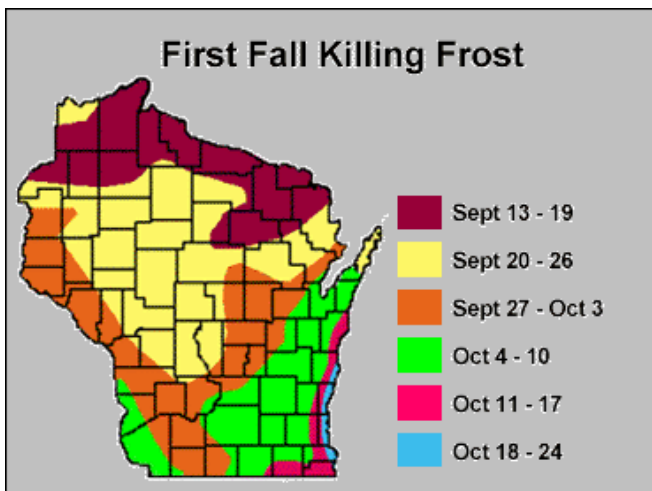 First Fall Killing Frost
Sept 13 - 19
Sept 20 - 26
Sept 27 - Oct 3
Oct 4 - 10
Oct 11 - 17
Oct 18 - 24